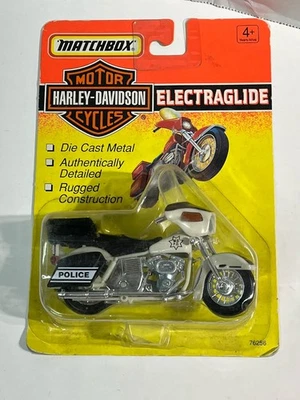 MATCHBOX
4+
MOTOR
HARLEY-DAVIDSON
CYCLES
ELECTRAGLIDE
Die Cast Metal
Authentically
Detailed
Rugged
Construction
POLICE
76256